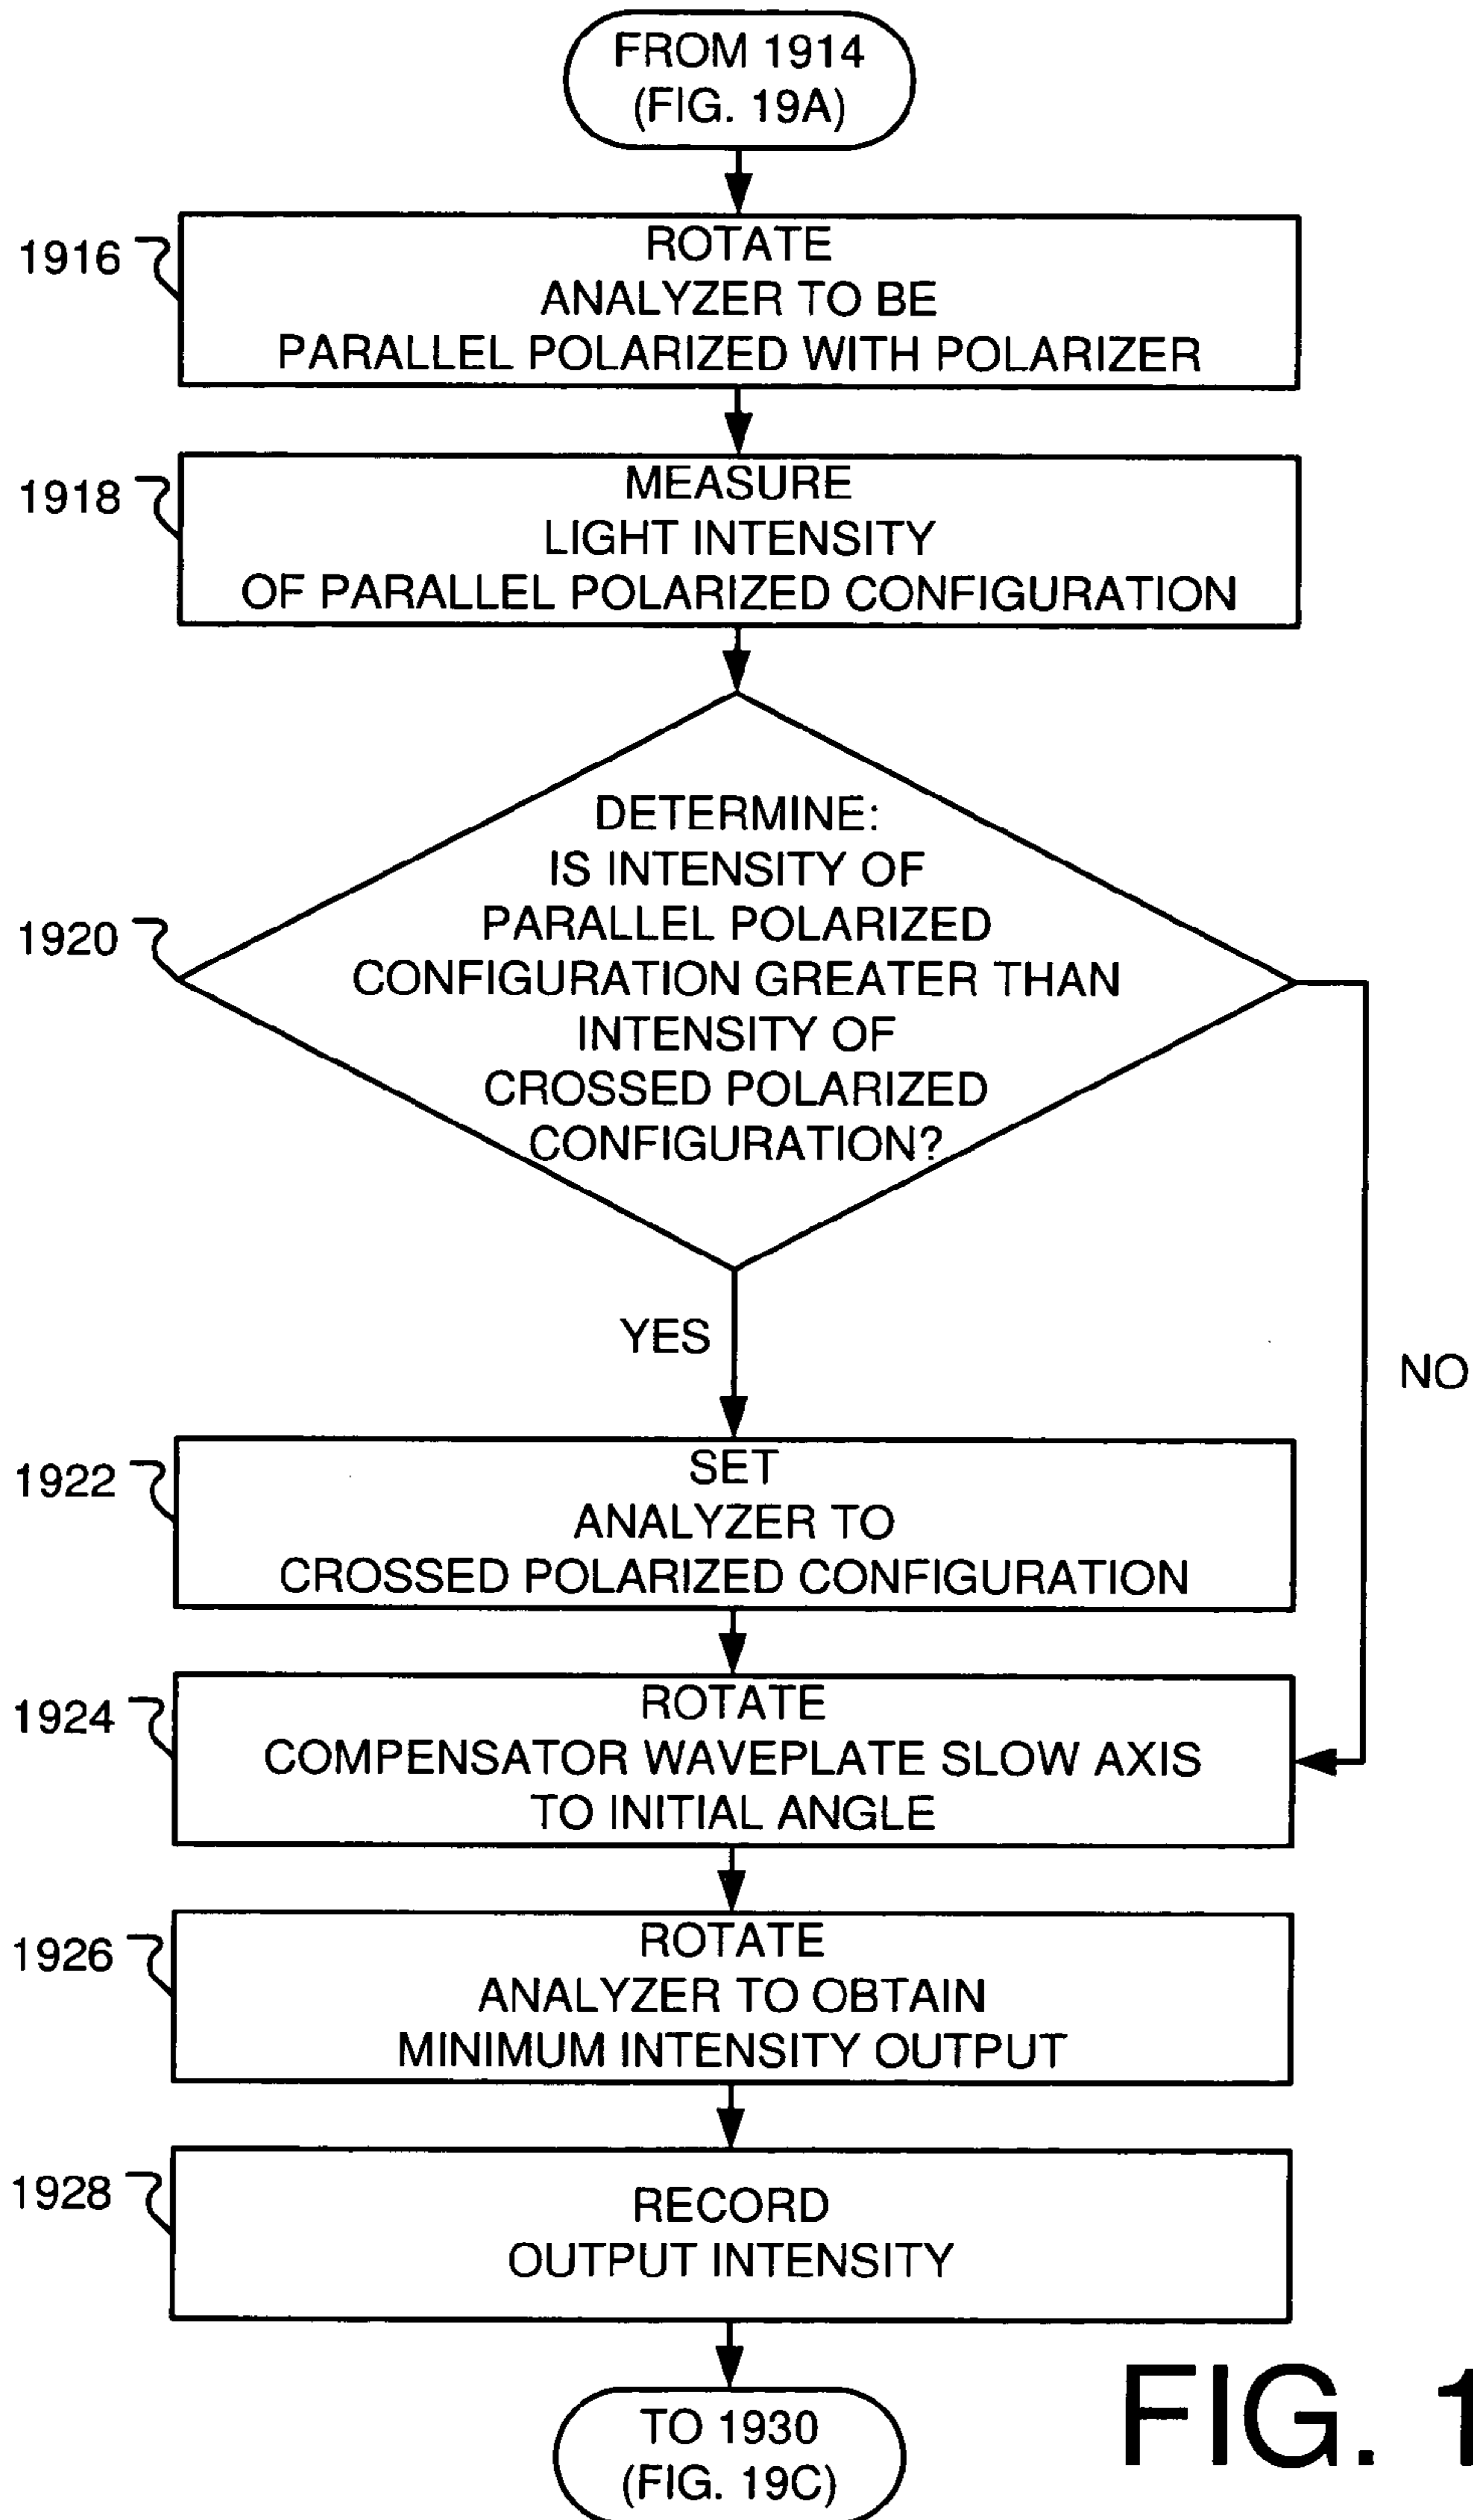 FROM 1914
(FIG. 19A)
1916
ROTATE
ANALYZER TO BE
PARALLEL POLARIZED WITH POLARIZER
1918
MEASURE
LIGHT INTENSITY
OF PARALLEL POLARIZED CONFIGURATION
1920
DETERMINE:
IS INTENSITY OF
PARALLEL POLARIZED
CONFIGURATION GREATER THAN
INTENSITY OF
CROSSED POLARIZED
CONFIGURATION?
YES
NO
1922
SET
ANALYZER TO
CROSSED POLARIZED CONFIGURATION
1924
ROTATE
COMPENSATOR WAVEPLATE SLOW AXIS
TO INITIAL ANGLE
1926
ROTATE
ANALYZER TO OBTAIN
MINIMUM INTENSITY OUTPUT
1928
RECORD
OUTPUT INTENSITY
TO 1930
(FIG. 19C)
FIG. 1